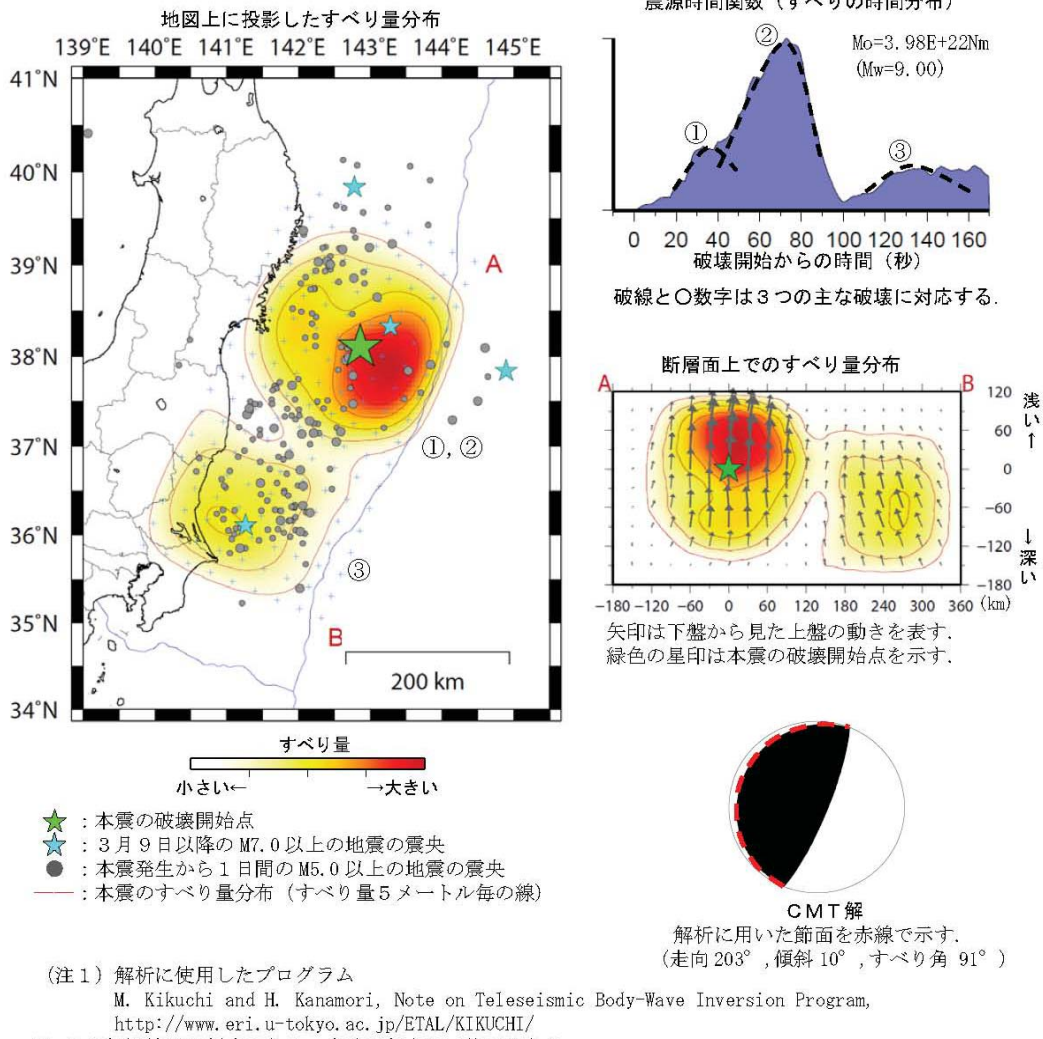 地図上に投影したすべり量分布
139°E 140°E 141°E 142°E 143°E 144°E 145°E
41°N
40°N
39°N
38°N
37°N
36°N
35°N
34°N
A
①, ②
③
B
200 km
すべり量
小さい← →大きい
：本震の破壊開始点
：３月９日以降のM7.0以上の地震の震央
：本震発生から１日間のM5.0以上の地震の震央
：本震のすべり量分布（すべり量５メートル毎の線）
震源時間関数（すべりの時間分布）
Mo=3.98E+22Nm
(Mw=9.00)
①
②
③
0 20 40 60 80 100 120 140 160
破壊開始からの時間（秒）
破線と〇数字は３つの主な破壊に対応する．
断層面上でのすべり量分布
A B
120
60
0
-60
-120
-180
浅い↑
↓深い
-180 -120 -60 0 60 120 180 240 300 360 (km)
矢印は下盤から見た上盤の動きを表す．
緑色の星印は本震の破壊開始点を示す．
ＣＭＴ解
解析に用いた節面を赤線で示す．
（走向203°，傾斜10°，すべり角 91°）
（注１）解析に使用したプログラム
M. Kikuchi and H. Kanamori, Note on Teleseismic Body-Wave Inversion Program,
http://www.eri.u-tokyo.ac.jp/ETAL/KIKUCHI/